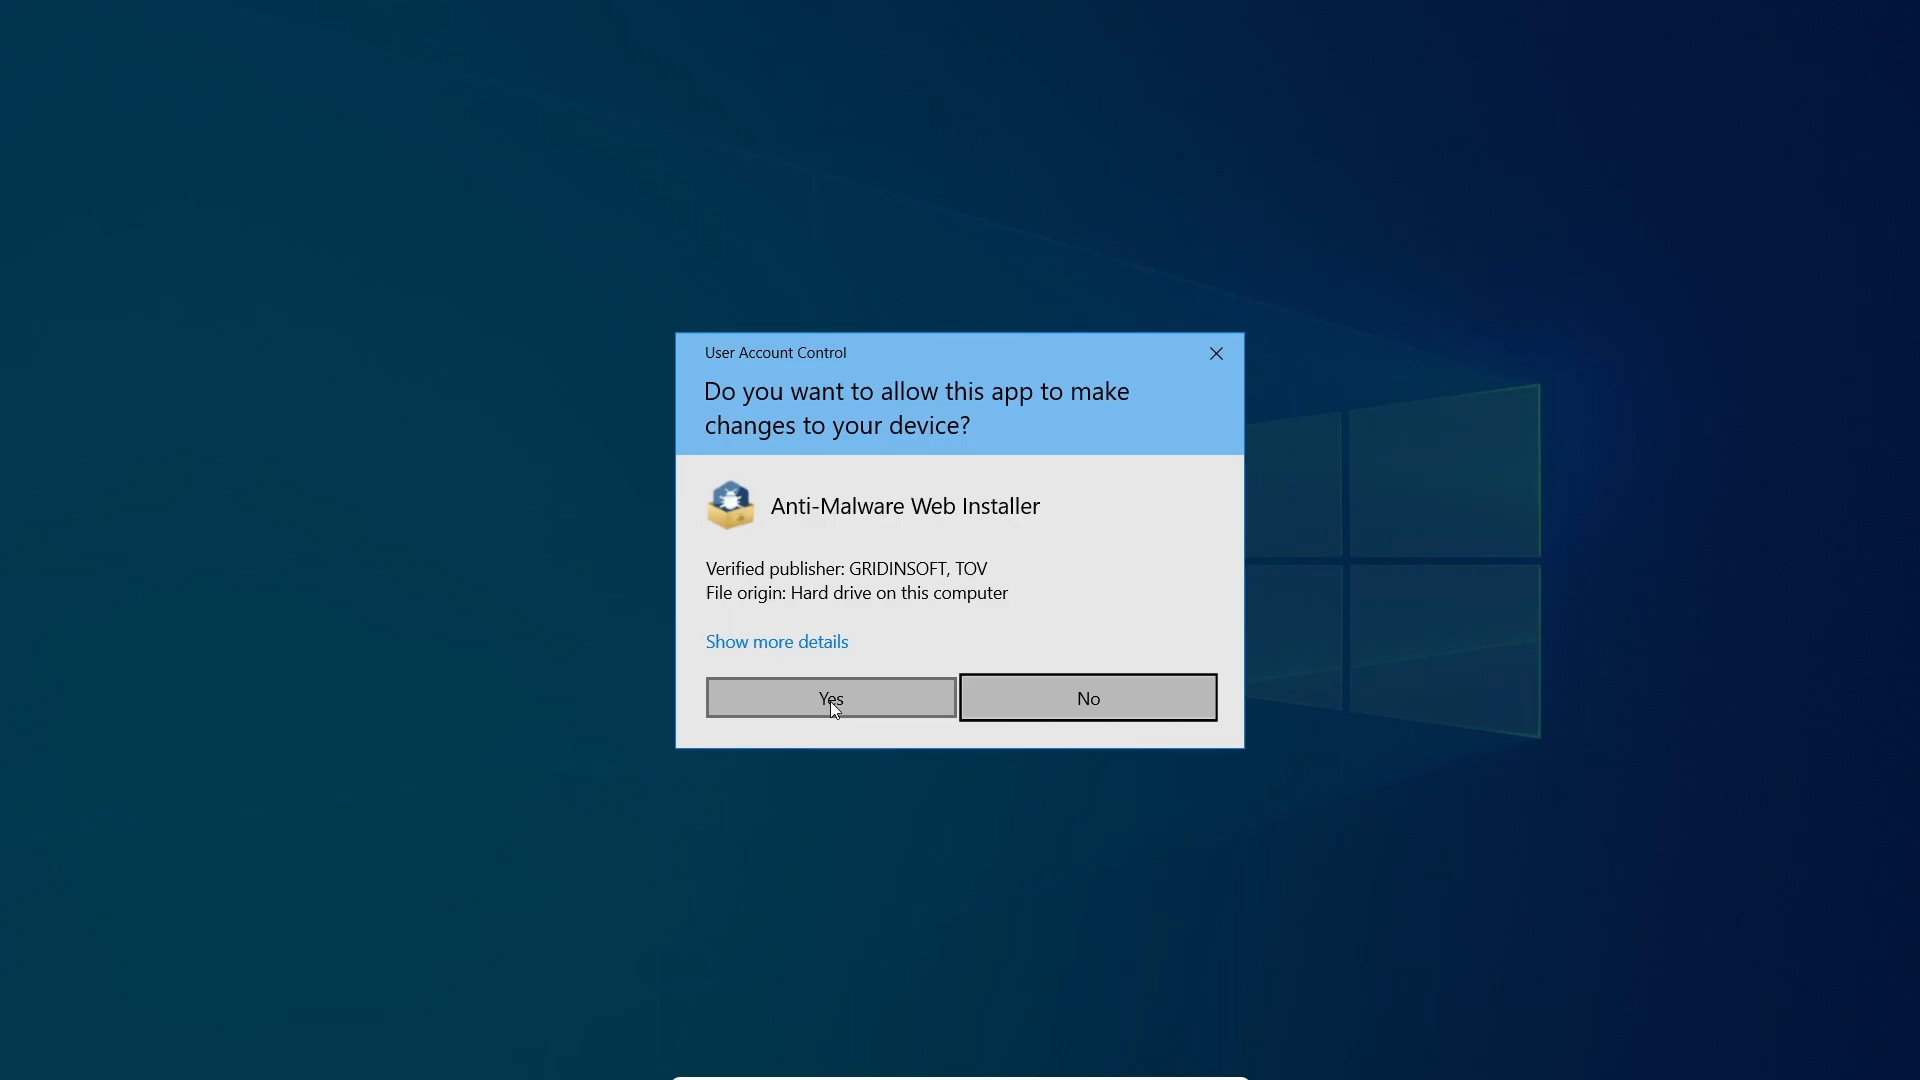 User Account Control
Do you want to allow this app to make
changes to your device?
Anti-Malware Web Installer
Verified publisher: GRIDINSOFT, TOV
File origin: Hard drive on this computer
Show more details
Yes
No